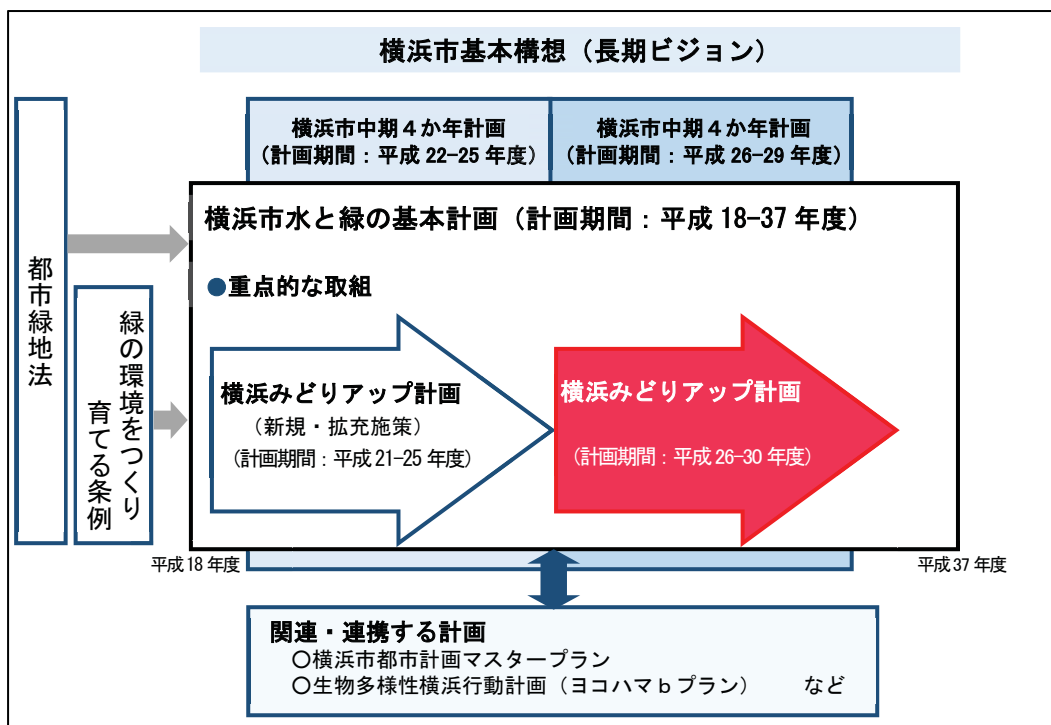 横浜市基本構想（長期ビジョン）
横浜市中期４か年計画
（計画期間：平成 22-25 年度）
横浜市中期４か年計画
（計画期間：平成 26-29 年度）
都市緑地法
緑の環境をつくり
育てる条例
横浜市水と緑の基本計画（計画期間：平成 18-37 年度）
●重点的な取組
横浜みどりアップ計画
（新規・拡充施策）
（計画期間：平成 21-25 年度）
横浜みどりアップ計画
（計画期間：平成 26-30 年度）
平成 18 年度
平成 37 年度
関連・連携する計画
○横浜市都市計画マスタープラン
○生物多様性横浜行動計画（ヨコハマｂプラン）　　など